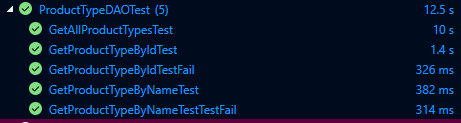 ProductTypeDAOTest (5) 12.5 s
GetAllProductTypesTest 10 s
GetProductTypeByIdTest 1.4 s
GetProductTypeByIdTestFail 326 ms
GetProductTypeByNameTest 382 ms
GetProductTypeByNameTestTestFail 314 ms